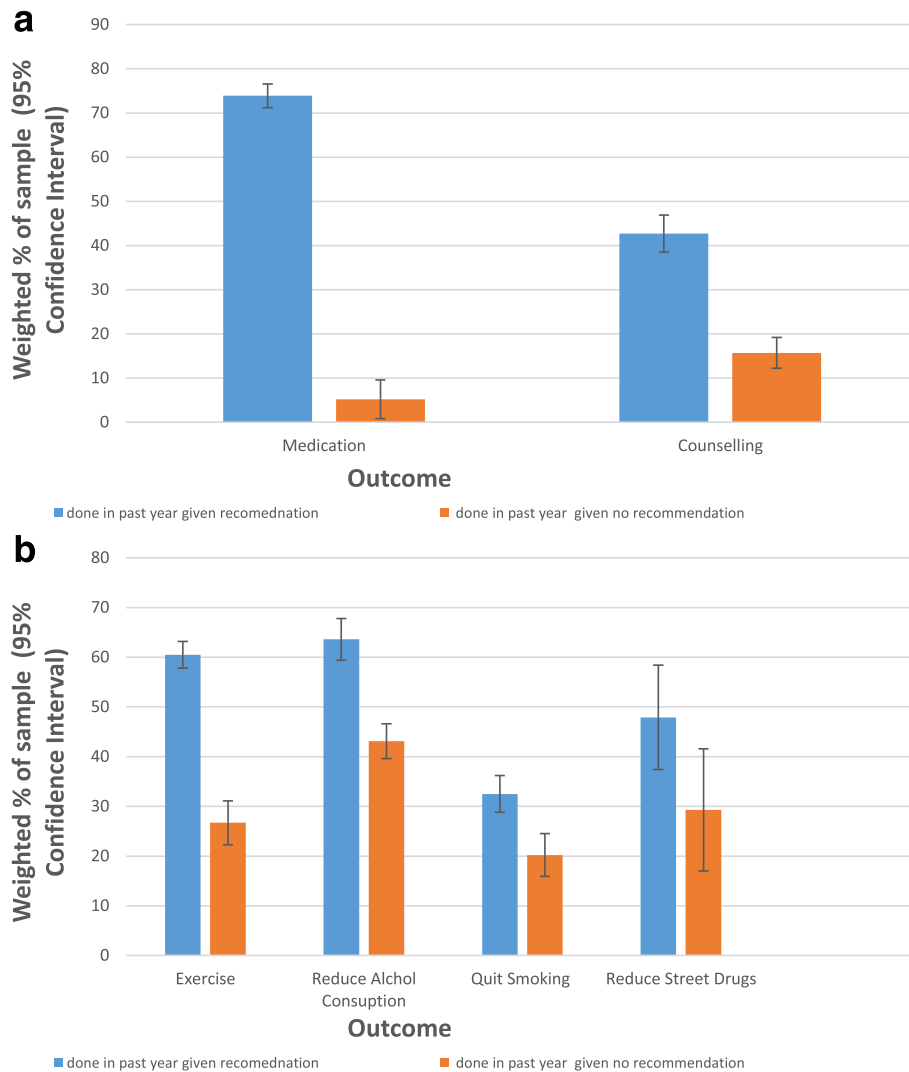 a
Weighted % of sample (95%
Confidence Interval)
90
80
70
60
50
40
30
20
10
0
Medication
Counselling
Outcome
done in past year given recomednation
done in past year given no recommendation
b
Weighted % of sample (95%
Confidence Interval)
80
70
60
50
40
30
20
10
0
Exercise
Reduce Alchol
Consuption
Quit Smoking
Reduce Street Drugs
Outcome
done in past year given recomednation
done in past year given no recommendation